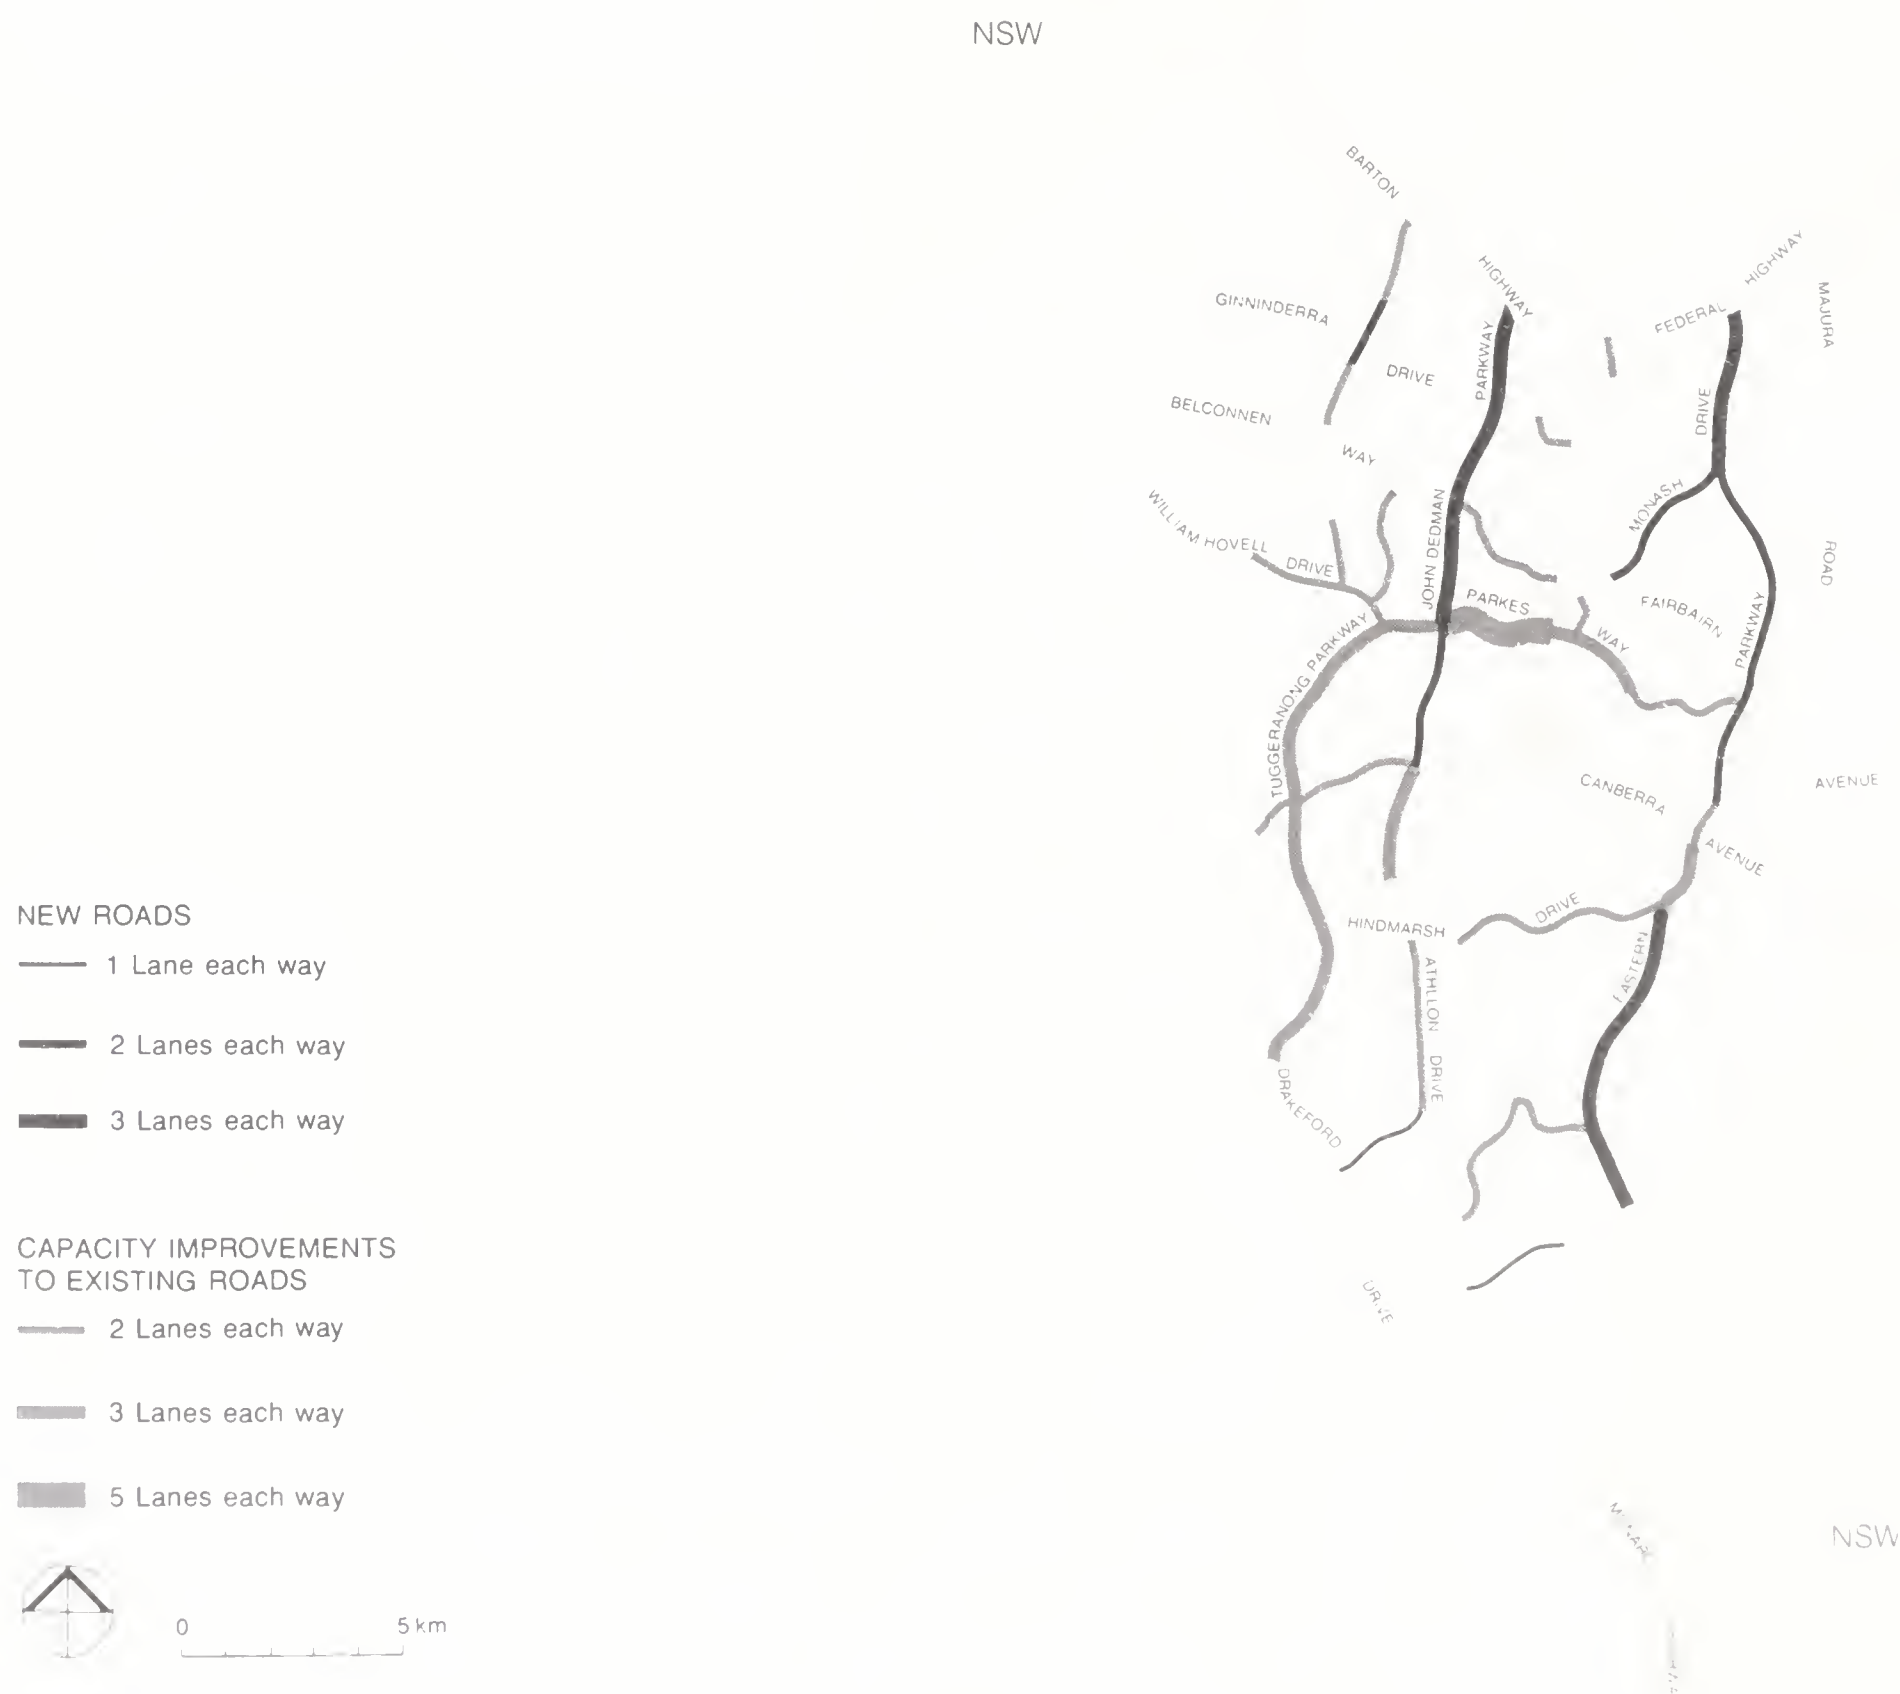 NSW
BARTON
HIGHWAY
GINNINDERRA
DRIVE
BELCONNEN
WAY
WILLIAM HOVELL
DRIVE
PARKWAY
JOHN DEDMAN
FEDERAL
HIGHWAY
MAJURA
ROAD
DRIVE
MONASH
PARKES
WAY
FAIRBAIRN
AVENUE
PARKWAY
TUGGERANONG PARKWAY
CANBERRA
AVENUE
HINDMARSH
DRIVE
EASTERN
ATHLLON DRIVE
DRAKEFORD
DRIVE
NEW ROADS
1 Lane each way
2 Lanes each way
3 Lanes each way
CAPACITY IMPROVEMENTS
TO EXISTING ROADS
2 Lanes each way
3 Lanes each way
5 Lanes each way
0 5 km
NSW